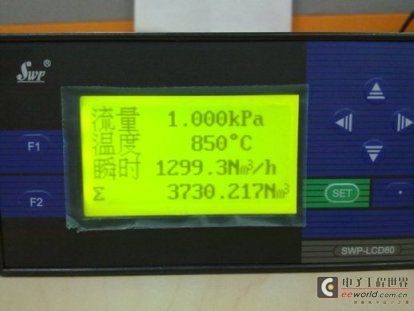 SWP®
流量 1.000kPa
温度 850°C
瞬时 1299.3Nm³/h
Σ 3730.217Nm³
F1
F2
SET
SWP-LCD80
电子工程世界
eeworld.com.cn